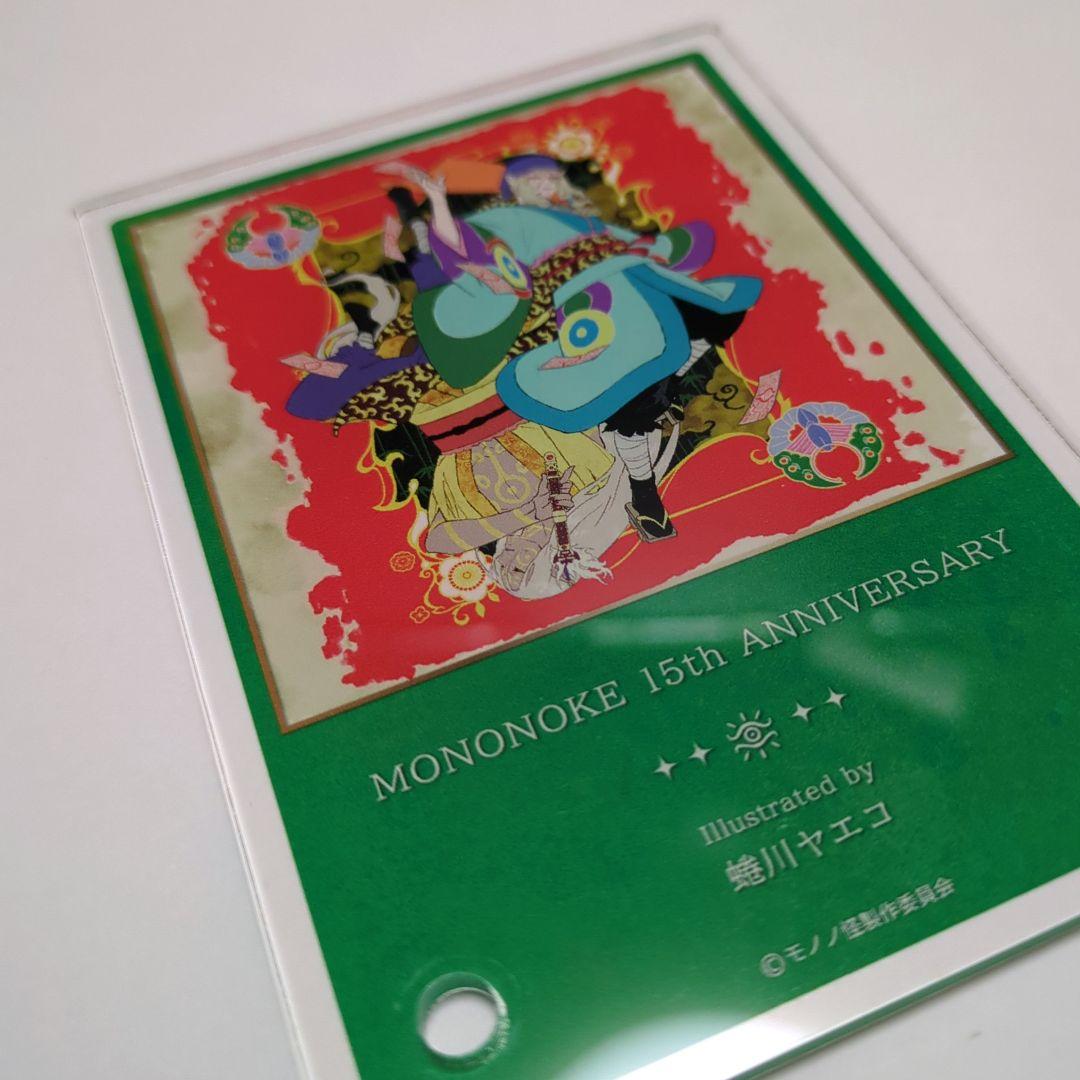 MONONOKE 15th ANNIVERSARY
Illustrated by
蜷川ヤエコ
©モノノ怪製作委員会